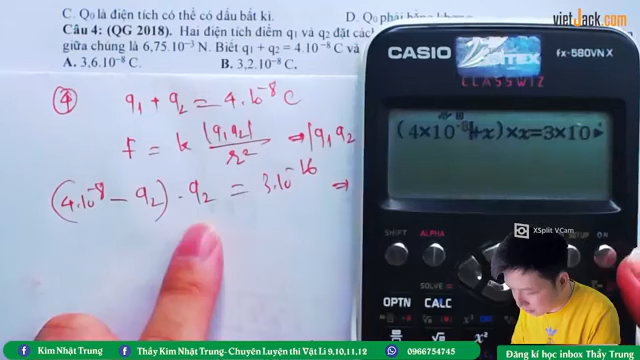 C. Q₀ là điện tích có thể có dấu bất kì. D. Q₀ phải bằng
vietJack.com
Câu 4: (QG 2018). Hai điện tích điểm q₁ và q₂ đặt các
giữa chúng là 6,75.10⁻³ N. Biết q₁ + q₂ = 4.10⁻⁸ C và
A. 3,6.10⁻⁸ C. B. 3,2.10⁻⁸ C.
CASIO
fx-580VN X
CLASSWIZ
④ q₁ + q₂ = 4.10⁻⁸ C
F = k |q₁q₂| / r² ⇒ |q₁q₂
(4.10⁻⁸ - q₂) . q₂ = 3.10⁻¹⁶ ⇒
(4×10⁻⁸+x)×x=3×10
XSplit VCam
SHIFT ALPHA
SOLVE =
OPTN CALC
Kim Nhật Trung
Thầy Kim Nhật Trung- Chuyên Luyện thi Vật Lí 9,10,11,12
0966754745
Đăng kí học inbox Thầy Trung